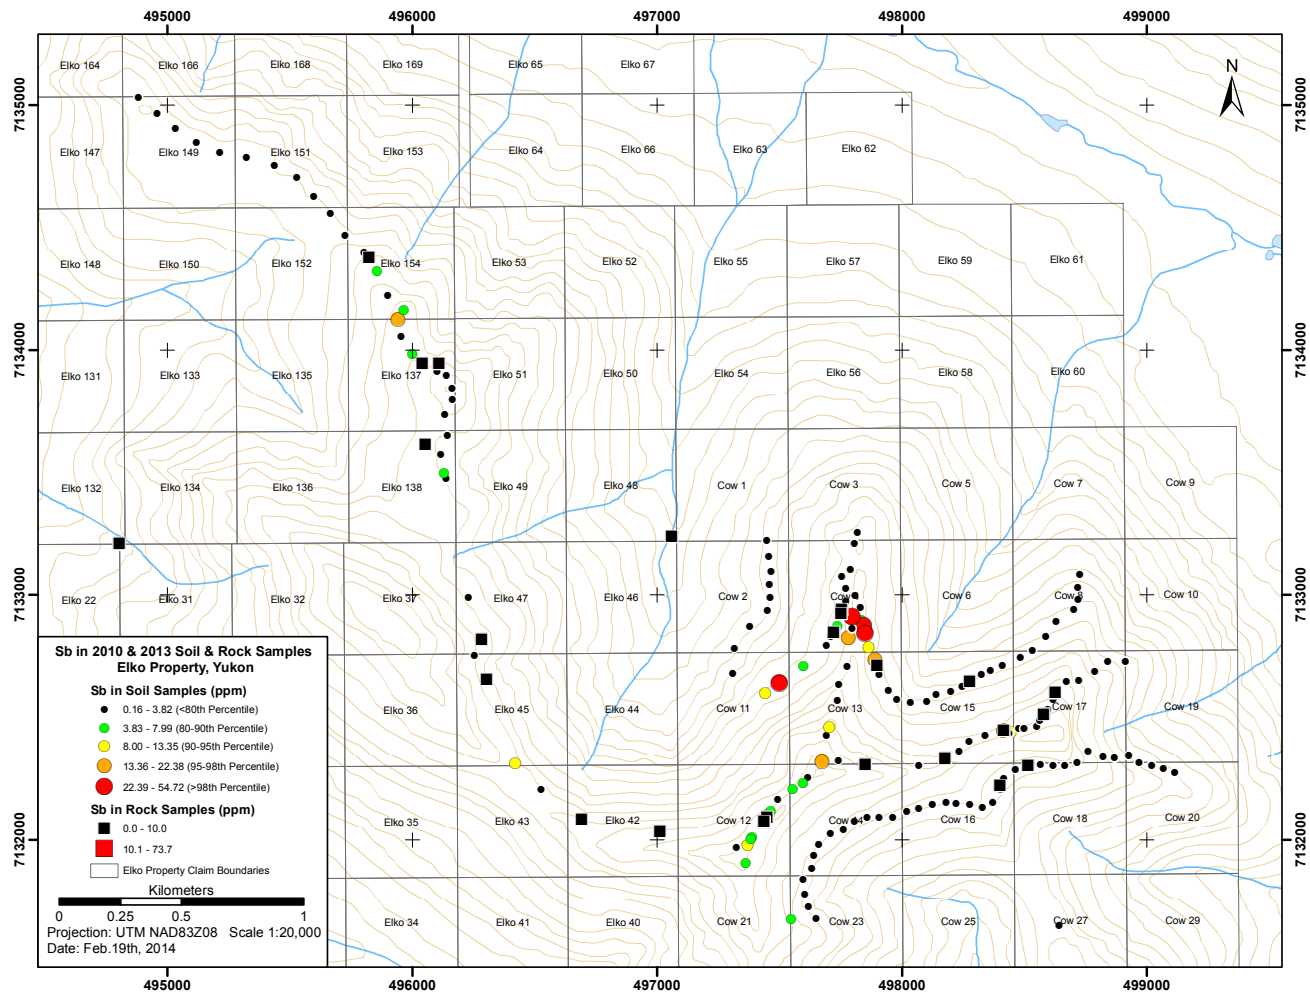 495000 496000 497000 498000 499000
N
7135000 7135000
7134000 7134000
7133000 7133000
7132000 7132000
Elko 164 Elko 166 Elko 168 Elko 169 Elko 65 Elko 67
Elko 147 Elko 149 Elko 151 Elko 153 Elko 64 Elko 66 Elko 63 Elko 62
Elko 148 Elko 150 Elko 152 Elko 154 Elko 53 Elko 52 Elko 55 Elko 57 Elko 59 Elko 61
Elko 131 Elko 133 Elko 135 Elko 137 Elko 51 Elko 50 Elko 54 Elko 56 Elko 58 Elko 60
Elko 132 Elko 134 Elko 136 Elko 138 Elko 49 Elko 48 Cow 1 Cow 3 Cow 5 Cow 7 Cow 9
Elko 22 Elko 31 Elko 32 Elko 37 Elko 47 Elko 46 Cow 2 Cow Cow 6 Cow 8 Cow 10
Elko 36 Elko 45 Elko 44 Cow 11 Cow 13 Cow 15 Cow 17 Cow 19
Elko 35 Elko 43 Elko 42 Cow 12 Cow 14 Cow 16 Cow 18 Cow 20
Elko 34 Elko 41 Elko 40 Cow 21 Cow 23 Cow 25 Cow 27 Cow 29
Sb in 2010 & 2013 Soil & Rock Samples
Elko Property, Yukon
Sb in Soil Samples (ppm)
0.16 - 3.82 (<80th Percentile)
3.83 - 7.99 (80-90th Percentile)
8.00 - 13.35 (90-95th Percentile)
13.36 - 22.38 (95-98th Percentile)
22.39 - 54.72 (>98th Percentile)
Sb in Rock Samples (ppm)
0.0 - 10.0
10.1 - 73.7
Elko Property Claim Boundaries
Kilometers
0 0.25 0.5 1
Projection: UTM NAD83Z08 Scale 1:20,000
Date: Feb.19th, 2014
495000 496000 497000 498000 499000